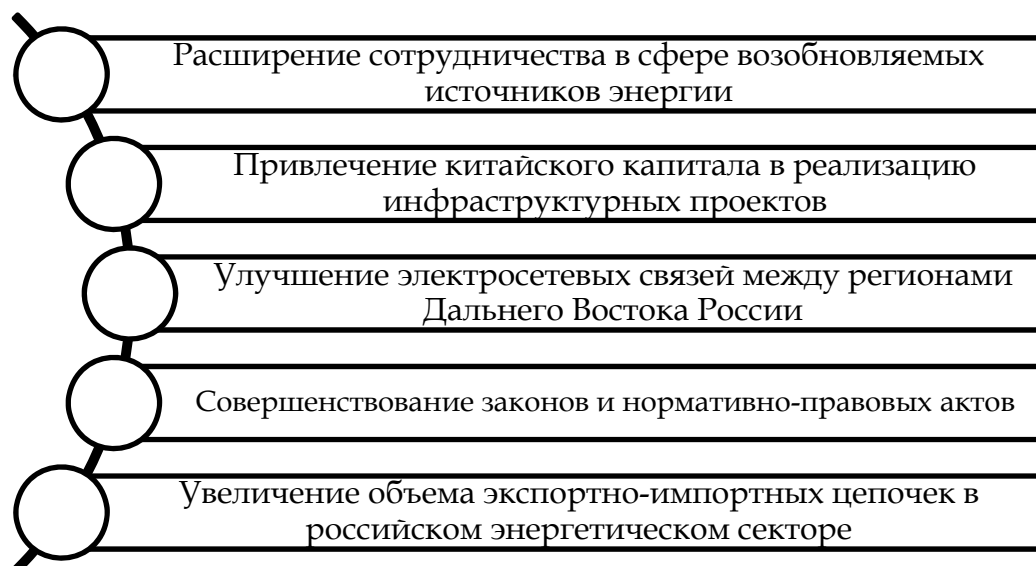 Расширение сотрудничества в сфере возобновляемых
источников энергии
Привлечение китайского капитала в реализацию
инфраструктурных проектов
Улучшение электросетевых связей между регионами
Дальнего Востока России
Совершенствование законов и нормативно-правовых актов
Увеличение объема экспортно-импортных цепочек в
российском энергетическом секторе